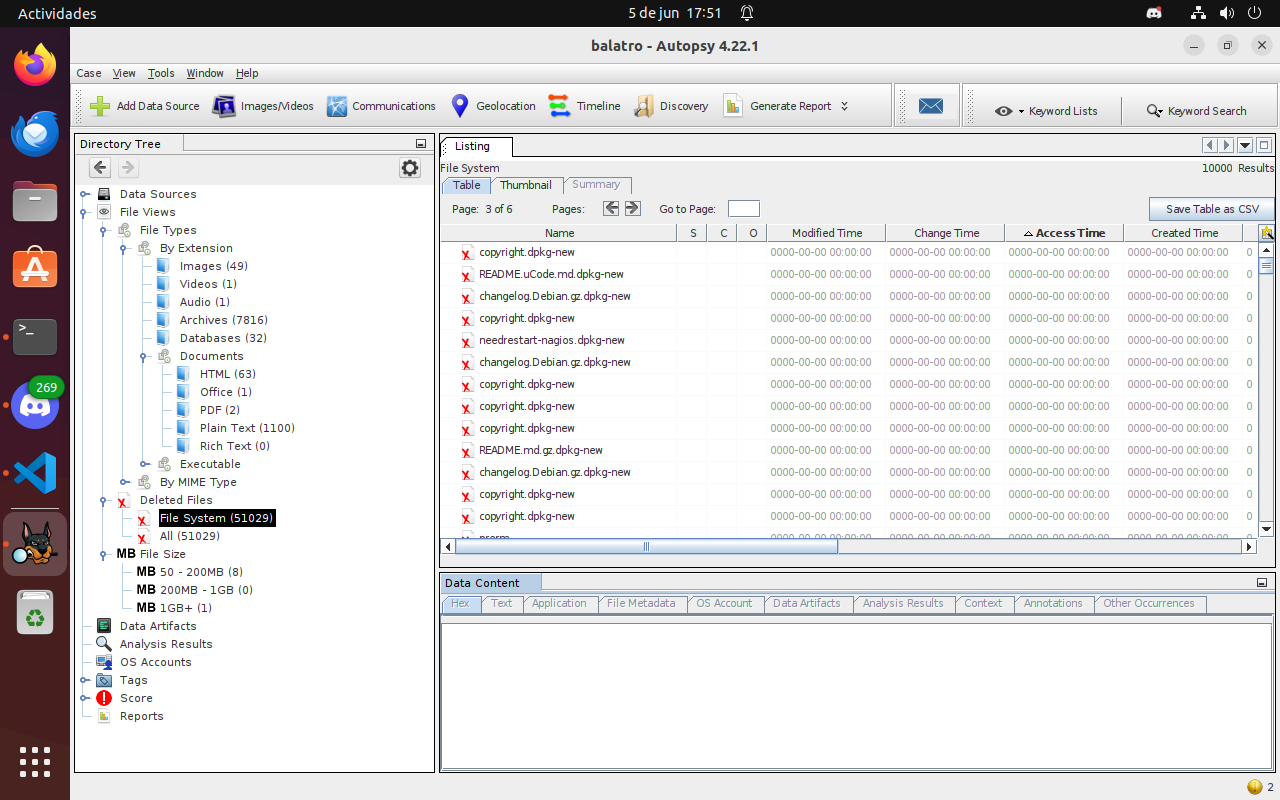 Actividades
5 de jun 17:51
balatro - Autopsy 4.22.1
Case View Tools Window Help
Add Data Source Images/Videos Communications Geolocation Timeline Discovery Generate Report Keyword Lists Keyword Search
269
Directory Tree
Data Sources
File Views
File Types
By Extension
Images (49)
Videos (1)
Audio (1)
Archives (7816)
Databases (32)
Documents
HTML (63)
Office (1)
PDF (2)
Plain Text (1100)
Rich Text (0)
Executable
By MIME Type
Deleted Files
File System (51029)
All (51029)
MB File Size
MB 50 - 200MB (8)
MB 200MB - 1GB (0)
MB 1GB+ (1)
Data Artifacts
Analysis Results
OS Accounts
Tags
Score
Reports
Listing
File System 10000 Results
Table Thumbnail Summary
Page: 3 of 6 Pages: Go to Page: Save Table as CSV
Name S C O Modified Time Change Time Access Time Created Time
copyright.dpkg-new 0000-00-00 00:00:00 0000-00-00 00:00:00 0000-00-00 00:00:00 0000-00-00 00:00:00 0
README.uCode.md.dpkg-new 0000-00-00 00:00:00 0000-00-00 00:00:00 0000-00-00 00:00:00 0000-00-00 00:00:00 0
changelog.Debian.gz.dpkg-new 0000-00-00 00:00:00 0000-00-00 00:00:00 0000-00-00 00:00:00 0000-00-00 00:00:00 0
copyright.dpkg-new 0000-00-00 00:00:00 0000-00-00 00:00:00 0000-00-00 00:00:00 0000-00-00 00:00:00 0
needrestart-nagios.dpkg-new 0000-00-00 00:00:00 0000-00-00 00:00:00 0000-00-00 00:00:00 0000-00-00 00:00:00 0
changelog.Debian.gz.dpkg-new 0000-00-00 00:00:00 0000-00-00 00:00:00 0000-00-00 00:00:00 0000-00-00 00:00:00 0
copyright.dpkg-new 0000-00-00 00:00:00 0000-00-00 00:00:00 0000-00-00 00:00:00 0000-00-00 00:00:00 0
copyright.dpkg-new 0000-00-00 00:00:00 0000-00-00 00:00:00 0000-00-00 00:00:00 0000-00-00 00:00:00 0
copyright.dpkg-new 0000-00-00 00:00:00 0000-00-00 00:00:00 0000-00-00 00:00:00 0000-00-00 00:00:00 0
README.md.gz.dpkg-new 0000-00-00 00:00:00 0000-00-00 00:00:00 0000-00-00 00:00:00 0000-00-00 00:00:00 0
changelog.Debian.gz.dpkg-new 0000-00-00 00:00:00 0000-00-00 00:00:00 0000-00-00 00:00:00 0000-00-00 00:00:00 0
copyright.dpkg-new 0000-00-00 00:00:00 0000-00-00 00:00:00 0000-00-00 00:00:00 0000-00-00 00:00:00 0
copyright.dpkg-new 0000-00-00 00:00:00 0000-00-00 00:00:00 0000-00-00 00:00:00 0000-00-00 00:00:00 0
Data Content
Hex Text Application File Metadata OS Account Data Artifacts Analysis Results Context Annotations Other Occurrences
2